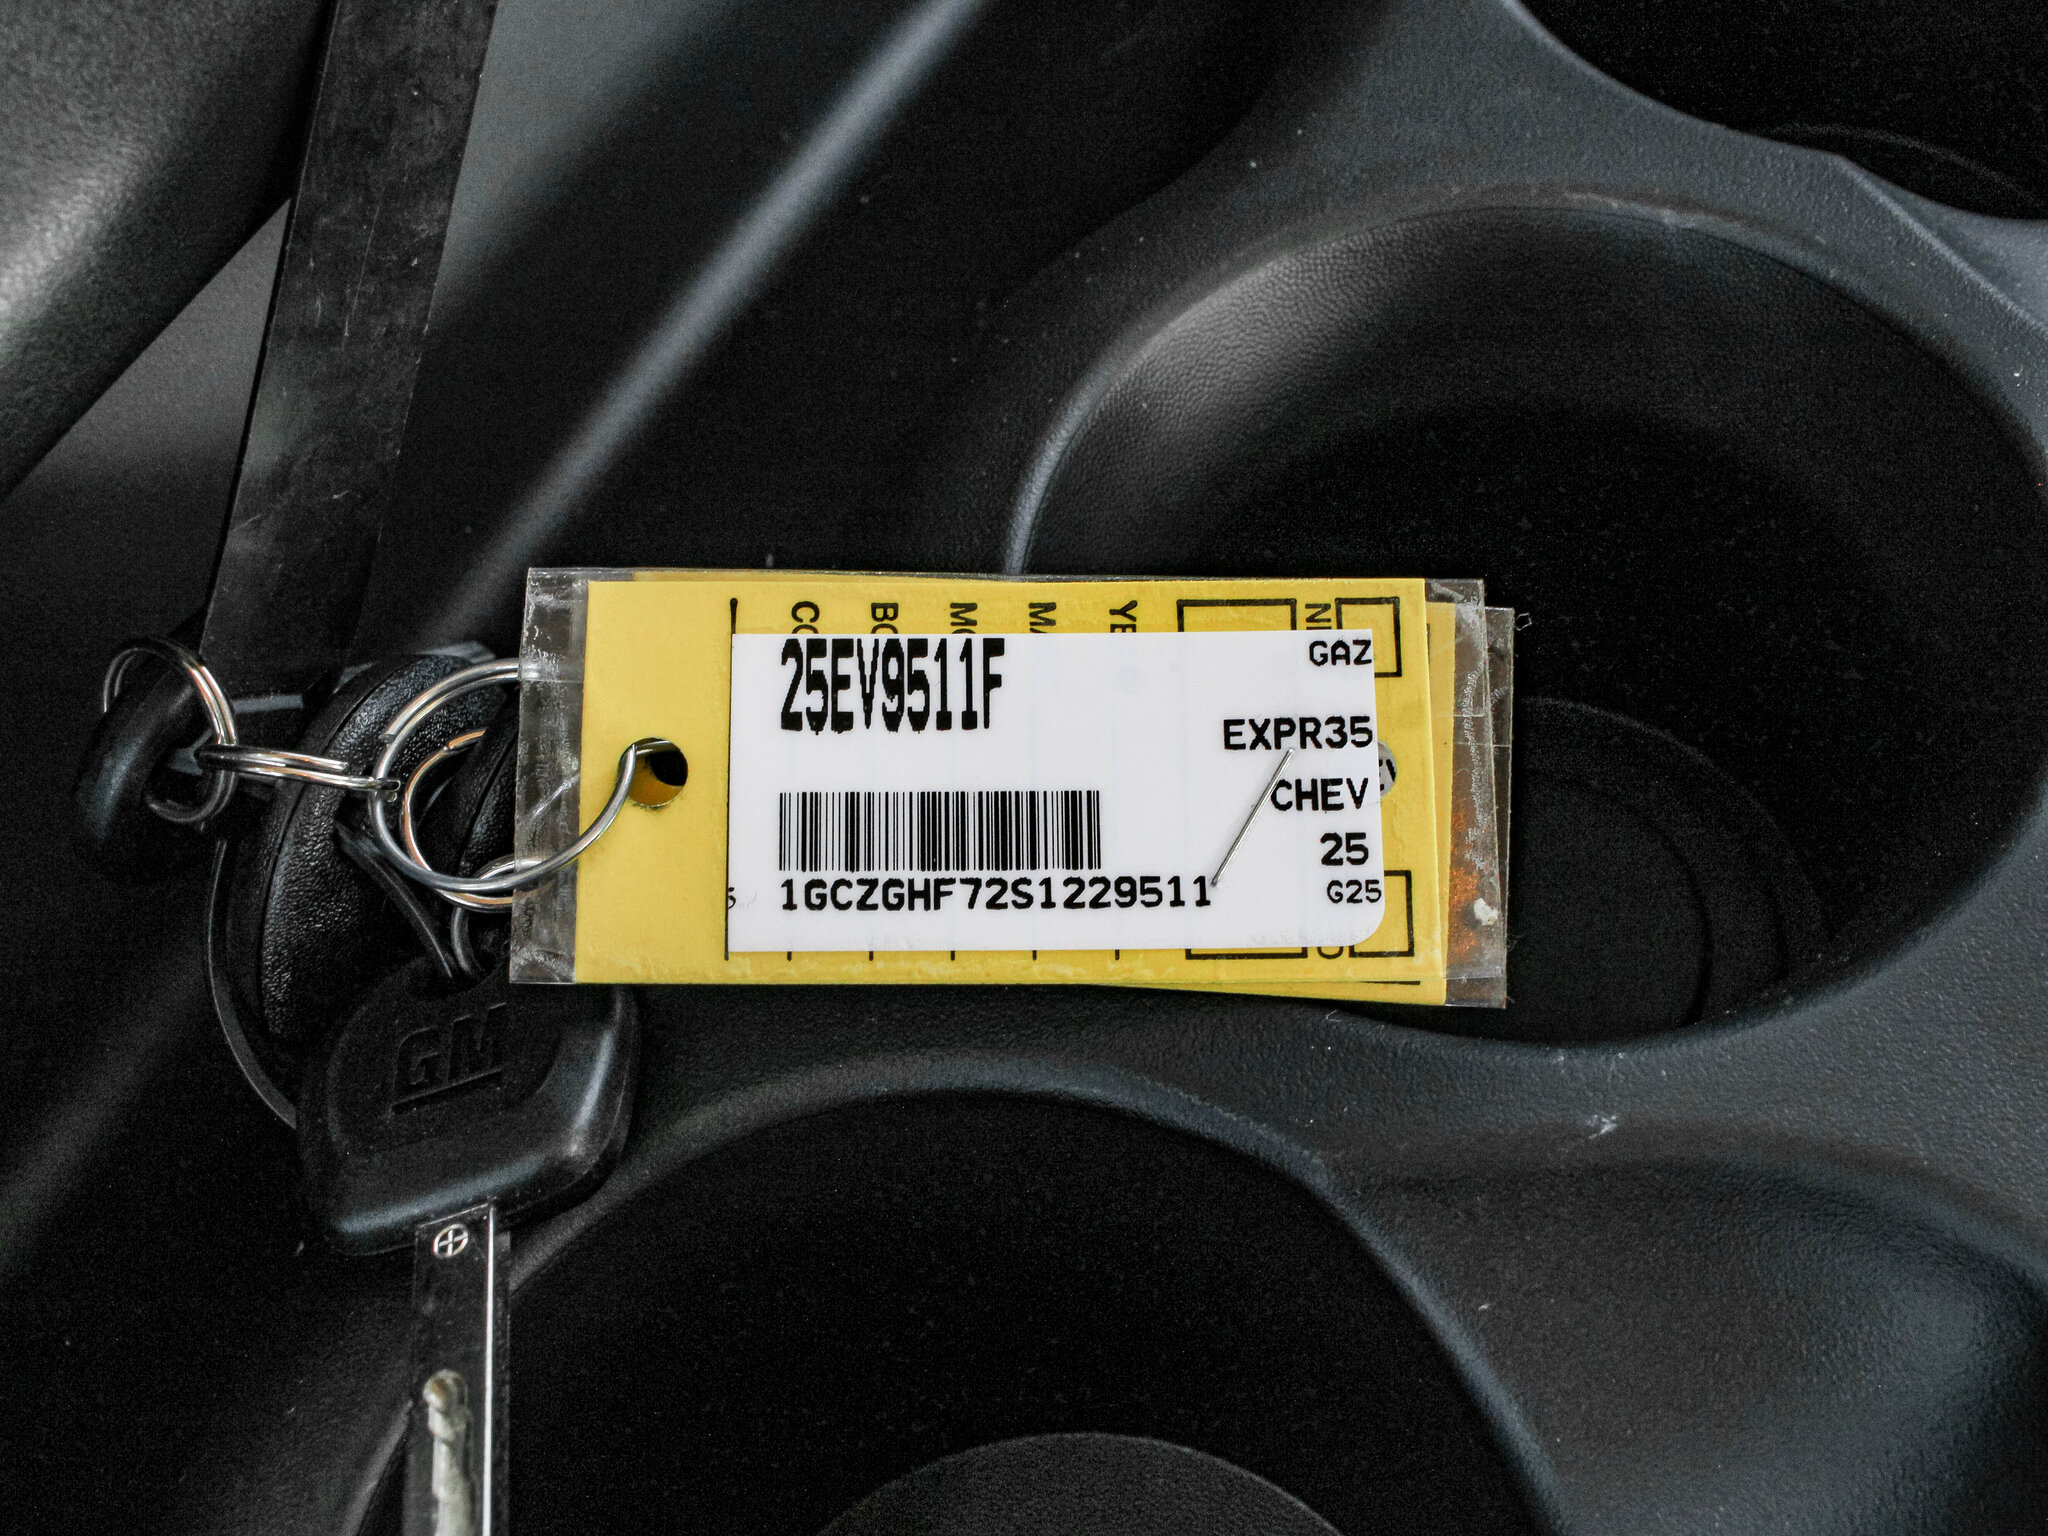 25EV9511F
GAZ
EXPR35
CHEV
25
1GCZGHF72S1229511
G25
GM